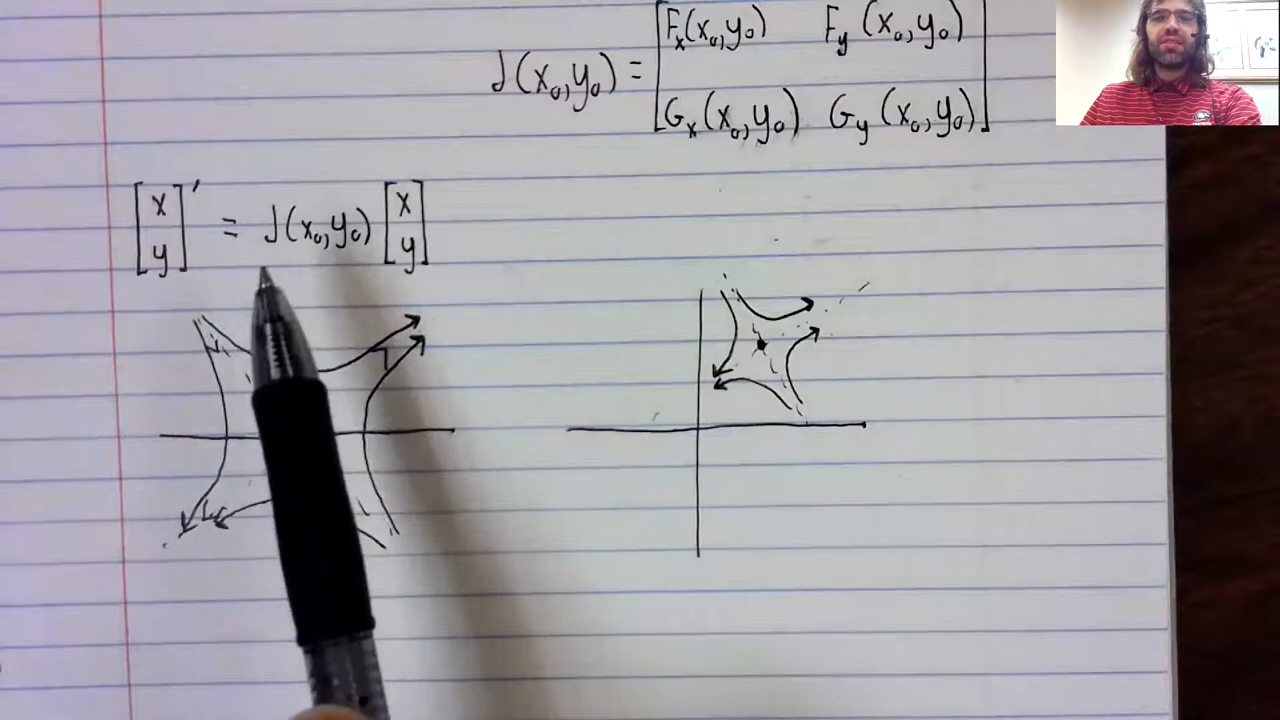 J(x₀,y₀) = [Fₓ(x₀,y₀) F_y(x₀,y₀)
Gₓ(x₀,y₀) G_y(x₀,y₀)]
[x
y]' = J(x₀,y₀) [x
y]